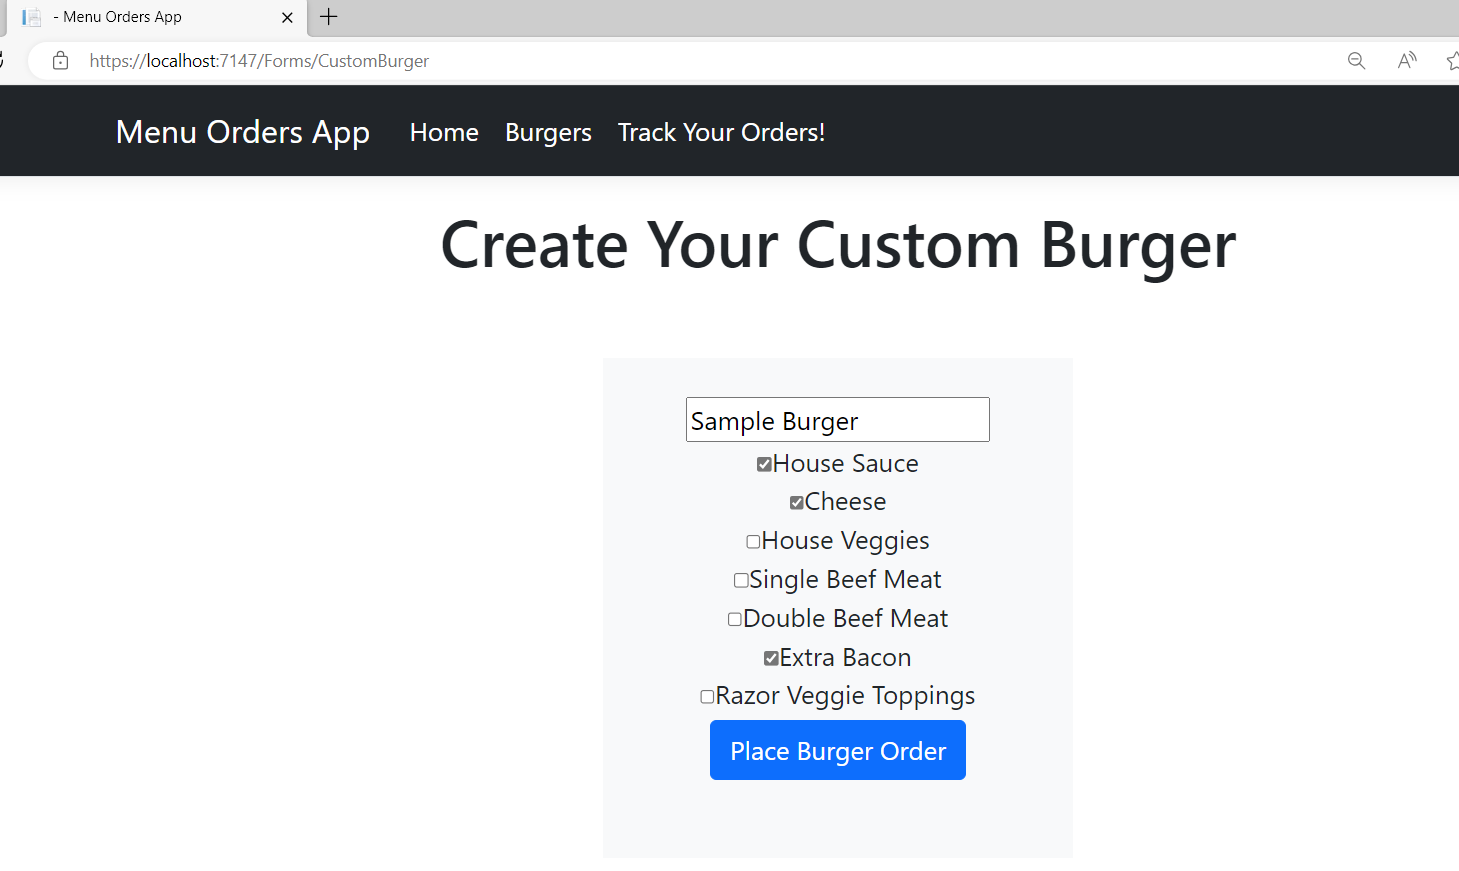 - Menu Orders App
https://localhost:7147/Forms/CustomBurger
Menu Orders App Home Burgers Track Your Orders!
Create Your Custom Burger
Sample Burger
House Sauce
Cheese
House Veggies
Single Beef Meat
Double Beef Meat
Extra Bacon
Razor Veggie Toppings
Place Burger Order